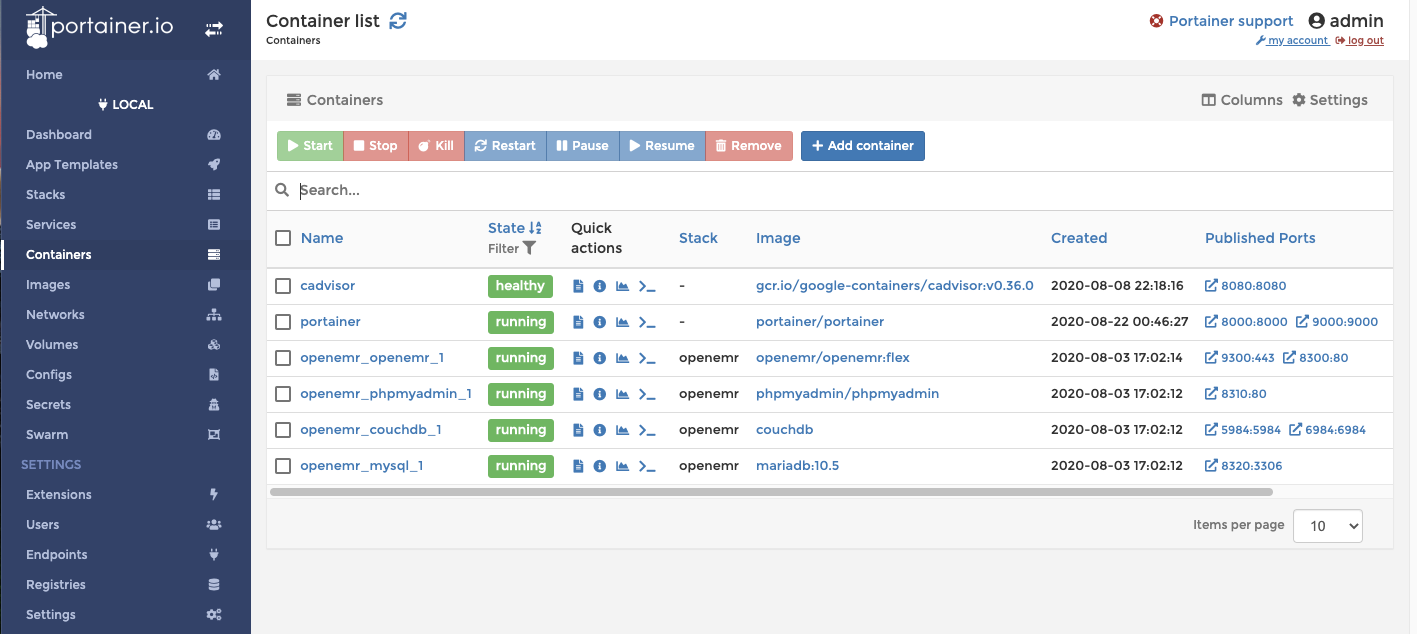 portainer.io
Home
LOCAL
Dashboard
App Templates
Stacks
Services
Containers
Images
Networks
Volumes
Configs
Secrets
Swarm
SETTINGS
Extensions
Users
Endpoints
Registries
Settings
Container list
Containers
Portainer support admin
my account log out
Containers
Columns Settings
Start Stop Kill Restart Pause Resume Remove Add container
Search...
Name State Filter Quick actions Stack Image Created Published Ports
cadvisor healthy - gcr.io/google-containers/cadvisor:v0.36.0 2020-08-08 22:18:16 8080:8080
portainer running - portainer/portainer 2020-08-22 00:46:27 8000:8000 9000:9000
openemr_openemr_1 running openemr openemr/openemr:flex 2020-08-03 17:02:14 9300:443 8300:80
openemr_phpmyadmin_1 running openemr phpmyadmin/phpmyadmin 2020-08-03 17:02:12 8310:80
openemr_couchdb_1 running openemr couchdb 2020-08-03 17:02:12 5984:5984 6984:6984
openemr_mysql_1 running openemr mariadb:10.5 2020-08-03 17:02:12 8320:3306
Items per page 10